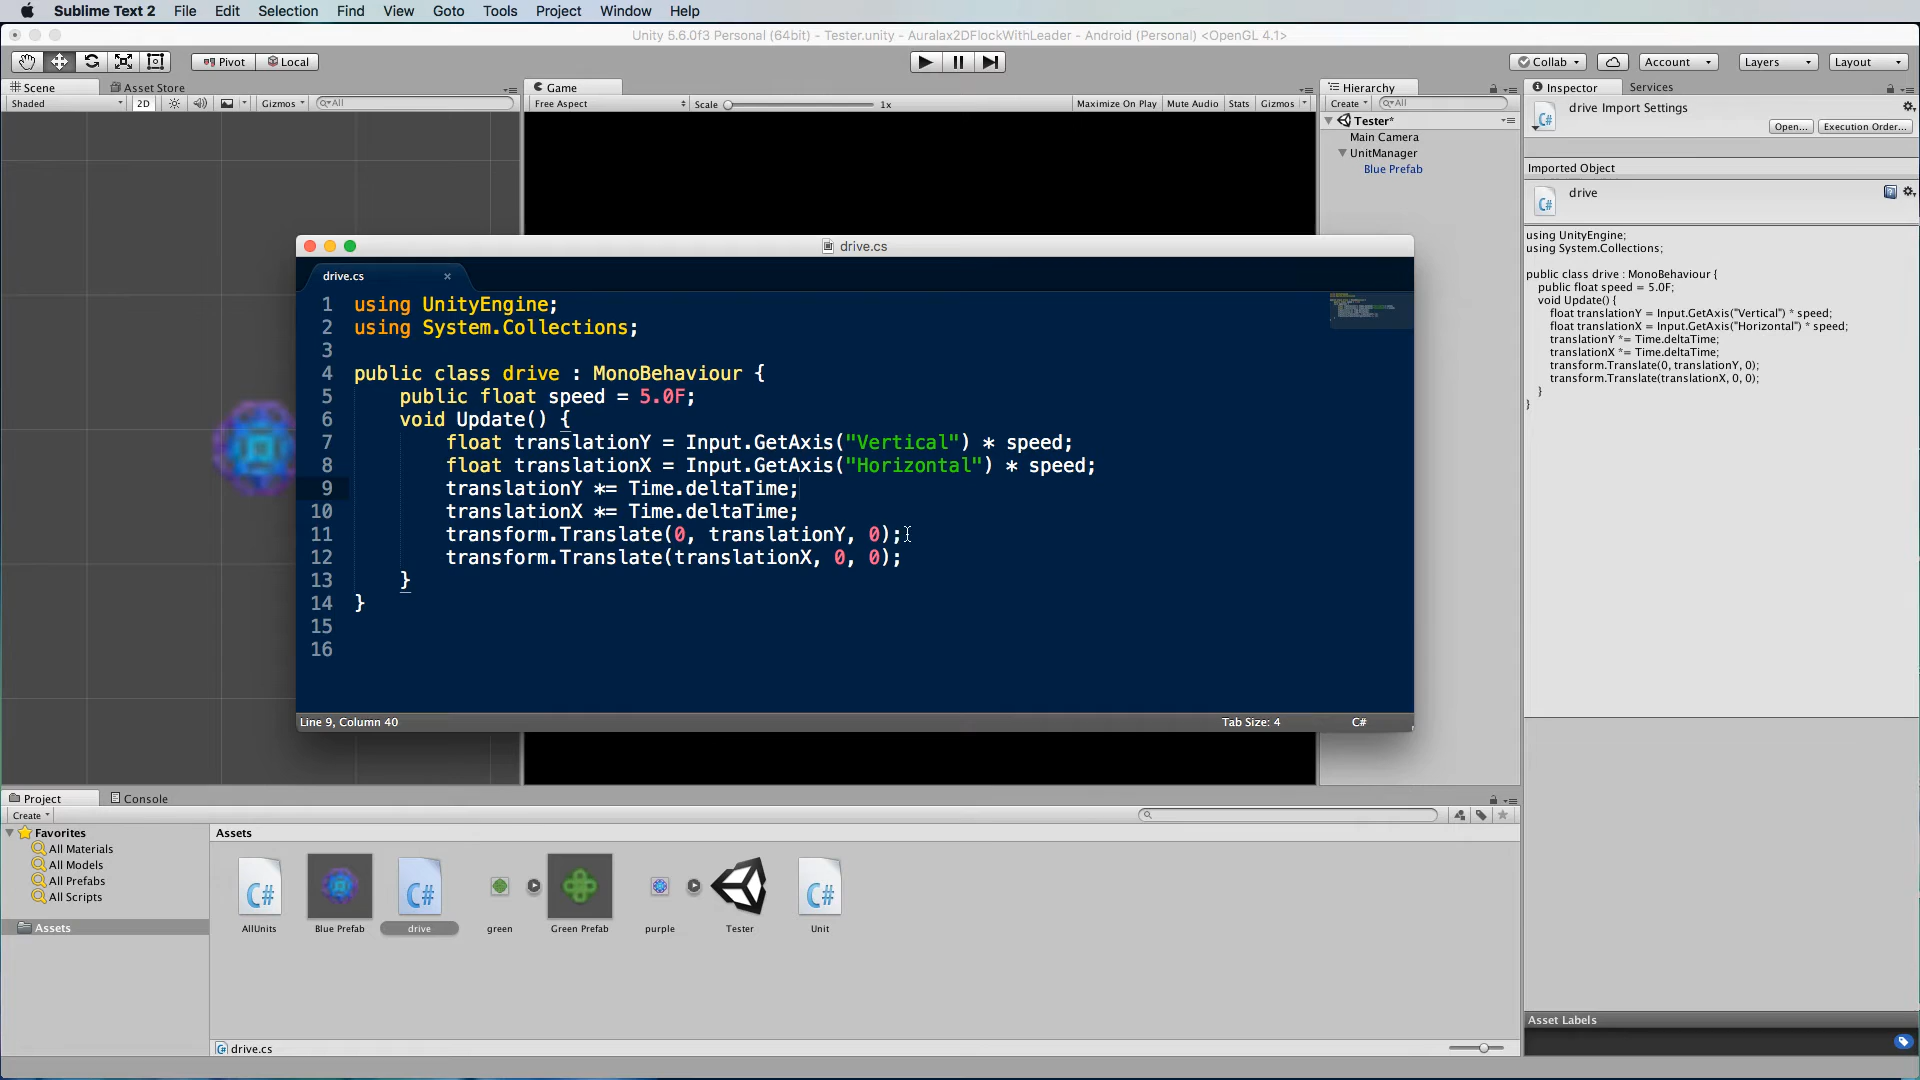 Sublime Text 2 File Edit Selection Find View Goto Tools Project Window Help
Unity 5.6.0f3 Personal (64bit) - Tester.unity - Auralax2DFlockWithLeader - Android (Personal) <OpenGL 4.1>
Pivot Local Collab Account Layers Layout
Scene Asset Store
Shaded 2D Gizmos All
Game
Free Aspect Scale 1x Maximize On Play Mute Audio Stats Gizmos
Hierarchy
Create All
Tester*
Main Camera
UnitManager
Blue Prefab
Inspector Services
drive Import Settings
Open... Execution Order...
Imported Object
drive
using UnityEngine;
using System.Collections;
public class drive : MonoBehaviour {
public float speed = 5.0F;
void Update() {
float translationY = Input.GetAxis("Vertical") * speed;
float translationX = Input.GetAxis("Horizontal") * speed;
translationY *= Time.deltaTime;
translationX *= Time.deltaTime;
transform.Translate(0, translationY, 0);
transform.Translate(translationX, 0, 0);
}
}
drive.cs
drive.cs ×
1 using UnityEngine;
2 using System.Collections;
3
4 public class drive : MonoBehaviour {
5 public float speed = 5.0F;
6 void Update() {
7 float translationY = Input.GetAxis("Vertical") * speed;
8 float translationX = Input.GetAxis("Horizontal") * speed;
9 translationY *= Time.deltaTime;
10 translationX *= Time.deltaTime;
11 transform.Translate(0, translationY, 0);
12 transform.Translate(translationX, 0, 0);
13 }
14 }
15
16
Line 9, Column 40 Tab Size: 4 C#
Project Console
Create
Favorites
All Materials
All Models
All Prefabs
All Scripts
Assets
Assets
C# C# C#
AllUnits Blue Prefab drive green Green Prefab purple Tester Unit
drive.cs
Asset Labels